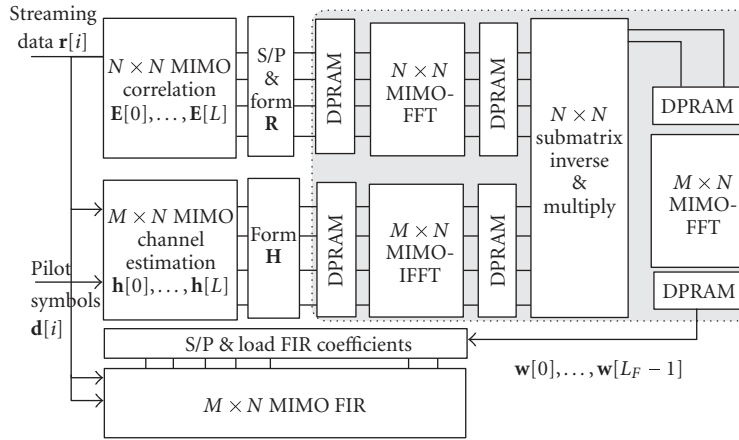 Streaming
data r[i]
N × N MIMO
correlation
E[0],...,E[L]
S/P
&
form
R
DPRAM
N × N
MIMO-
FFT
DPRAM
N × N
submatrix
inverse
&
multiply
DPRAM
M × N
MIMO-
FFT
DPRAM
M × N MIMO
channel
estimation
h[0],...,h[L]
Form
H
DPRAM
M × N
MIMO-
IFFT
DPRAM
Pilot
symbols
d[i]
S/P & load FIR coefficients
w[0],...,w[L_F − 1]
M × N MIMO FIR